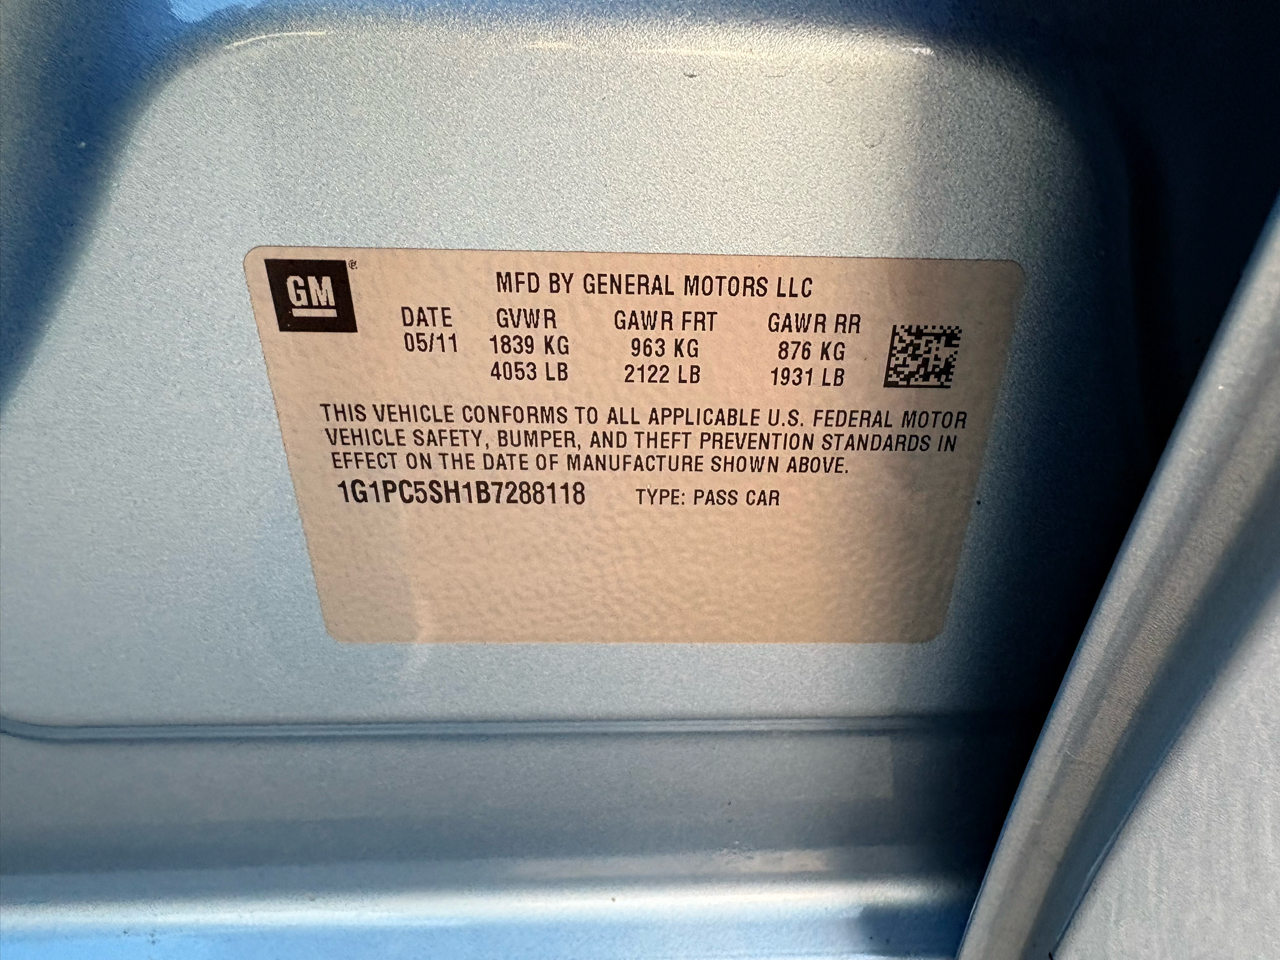 GM
MFD BY GENERAL MOTORS LLC
DATE GVWR GAWR FRT GAWR RR
05/11 1839 KG 963 KG 876 KG
4053 LB 2122 LB 1931 LB
THIS VEHICLE CONFORMS TO ALL APPLICABLE U.S. FEDERAL MOTOR
VEHICLE SAFETY, BUMPER, AND THEFT PREVENTION STANDARDS IN
EFFECT ON THE DATE OF MANUFACTURE SHOWN ABOVE.
1G1PC5SH1B7288118 TYPE: PASS CAR